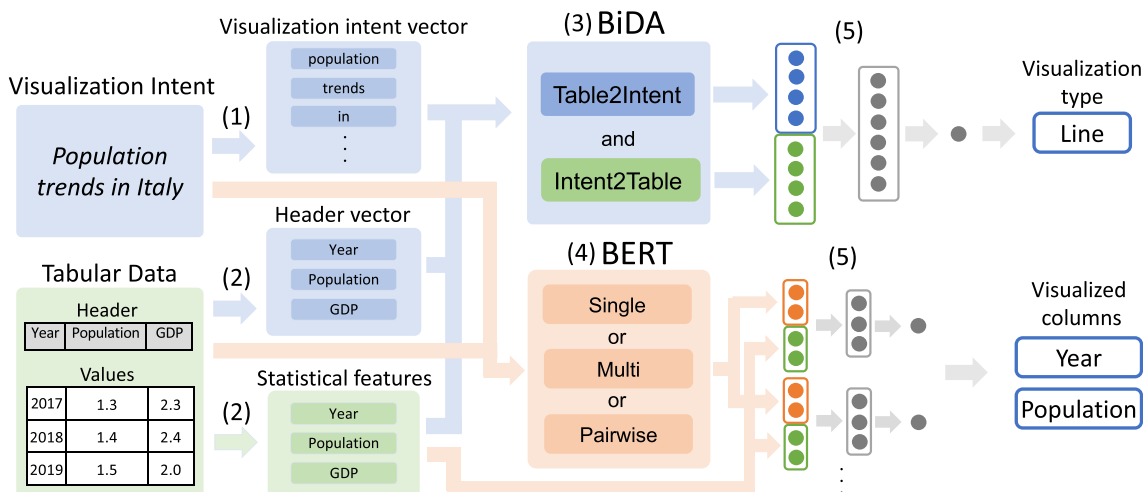 Visualization Intent
Population
trends in Italy
(1)
Visualization intent vector
population
trends
in
Tabular Data
Header
Year Population GDP
Values
2017 1.3 2.3
2018 1.4 2.4
2019 1.5 2.0
(2)
Header vector
Year
Population
GDP
(2)
Statistical features
Year
Population
GDP
(3) BiDA
Table2Intent
and
Intent2Table
(4) BERT
Single
or
Multi
or
Pairwise
(5)
Visualization
type
Line
(5)
Visualized
columns
Year
Population